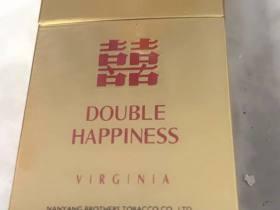 囍
DOUBLE
HAPPINESS
VIRGINIA
NANYANG BROTHERS TOBACCO CO., LTD